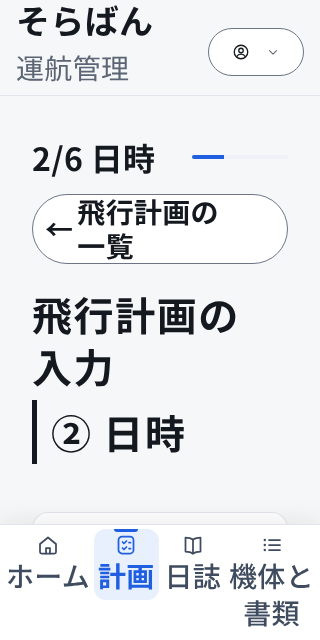 そらばん
運航管理
2/6 日時
← 飛行計画の
一覧
飛行計画の
入力
② 日時
ホーム
計画
日誌
機体と
書類